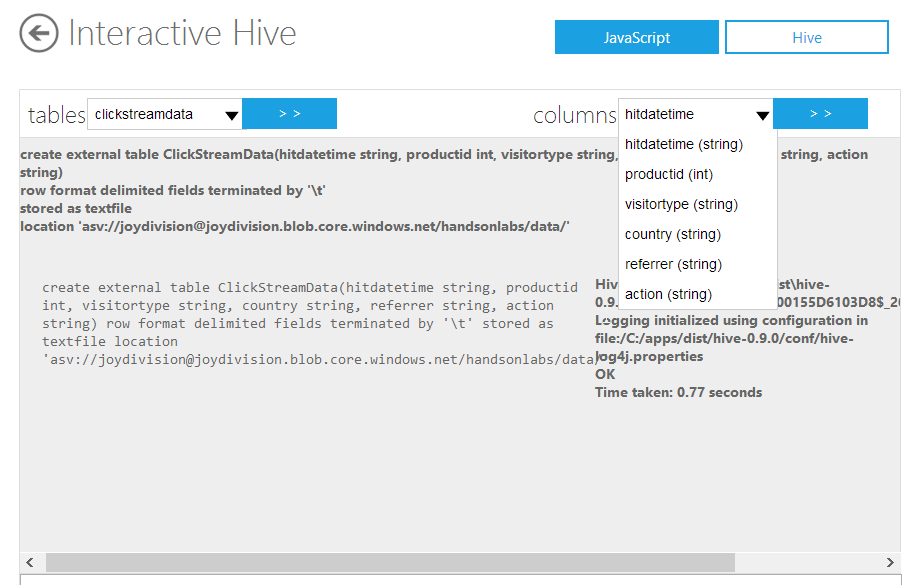 Interactive Hive
JavaScript
Hive
tables
clickstreamdata
> >
columns
hitdatetime
> >
hitdatetime (string)
productid (int)
visitortype (string)
country (string)
referrer (string)
action (string)
create external table ClickStreamData(hitdatetime string, productid int, visitortype string, string, action
string)
row format delimited fields terminated by '\t'
stored as textfile
location 'asv://joydivision@joydivision.blob.core.windows.net/handsonlabs/data/'
create external table ClickStreamData(hitdatetime string, productid
int, visitortype string, country string, referrer string, action
string) row format delimited fields terminated by '\t' stored as
textfile location
'asv://joydivision@joydivision.blob.core.windows.net/handsonlabs/data/'
Hiv ist\hive-
0.9. 00155D6103D8$_20
Logging initialized using configuration in
file:/C:/apps/dist/hive-0.9.0/conf/hive-
log4j.properties
OK
Time taken: 0.77 seconds